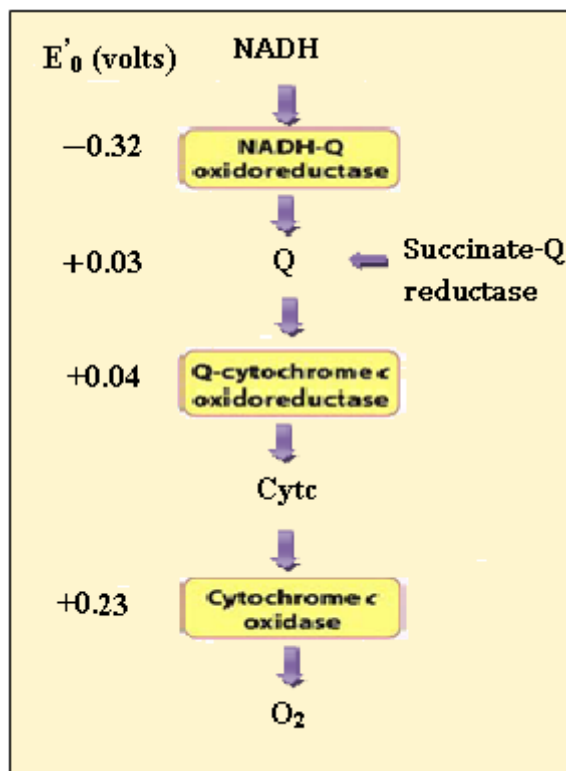 E'₀ (volts) NADH
−0.32 NADH-Q
oxidoreductase
+0.03 Q Succinate-Q
reductase
+0.04 Q-cytochrome c
oxidoreductase
Cytc
+0.23 Cytochrome c
oxidase
O₂